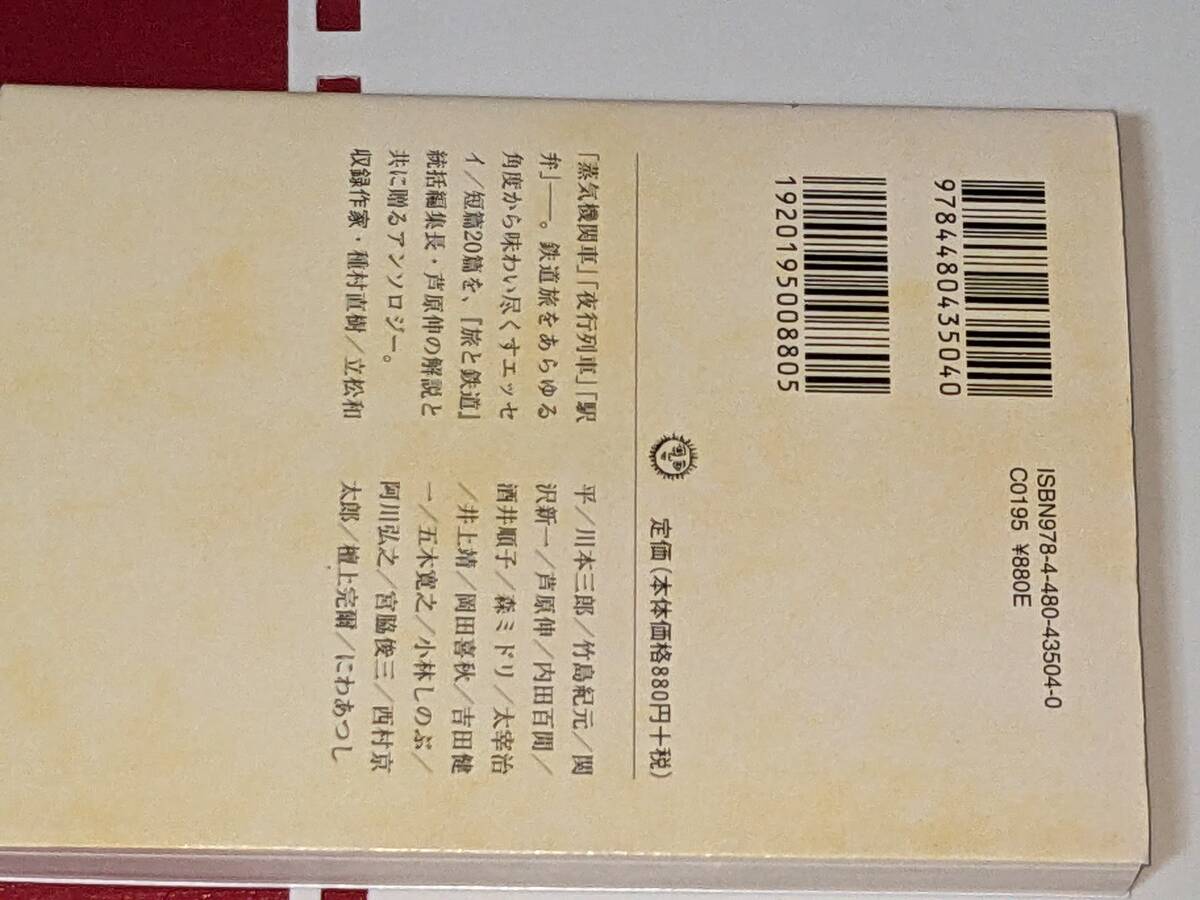 9784480435040
1920195008805
ISBN978-4-480-43504-0
C0195 ¥880E
定価(本体価格880円+税)
「蒸気機関車」「夜行列車」「駅
弁」――。鉄道旅をあらゆる
角度から味わい尽くすエッセ
イ/短篇20篇を、『旅と鉄道』
統括編集長・芦原伸の解説と
共に贈るアンソロジー。
収録作家・種村直樹/立松和
平/川本三郎/竹島紀元/関
沢新一/芦原伸/内田百閒/
酒井順子/森ミドリ/太宰治
/井上靖/岡田喜秋/吉田健
一/五木寛之/小林しのぶ/
阿川弘之/宮脇俊三/西村京
太郎/檀上完爾/にわあつし